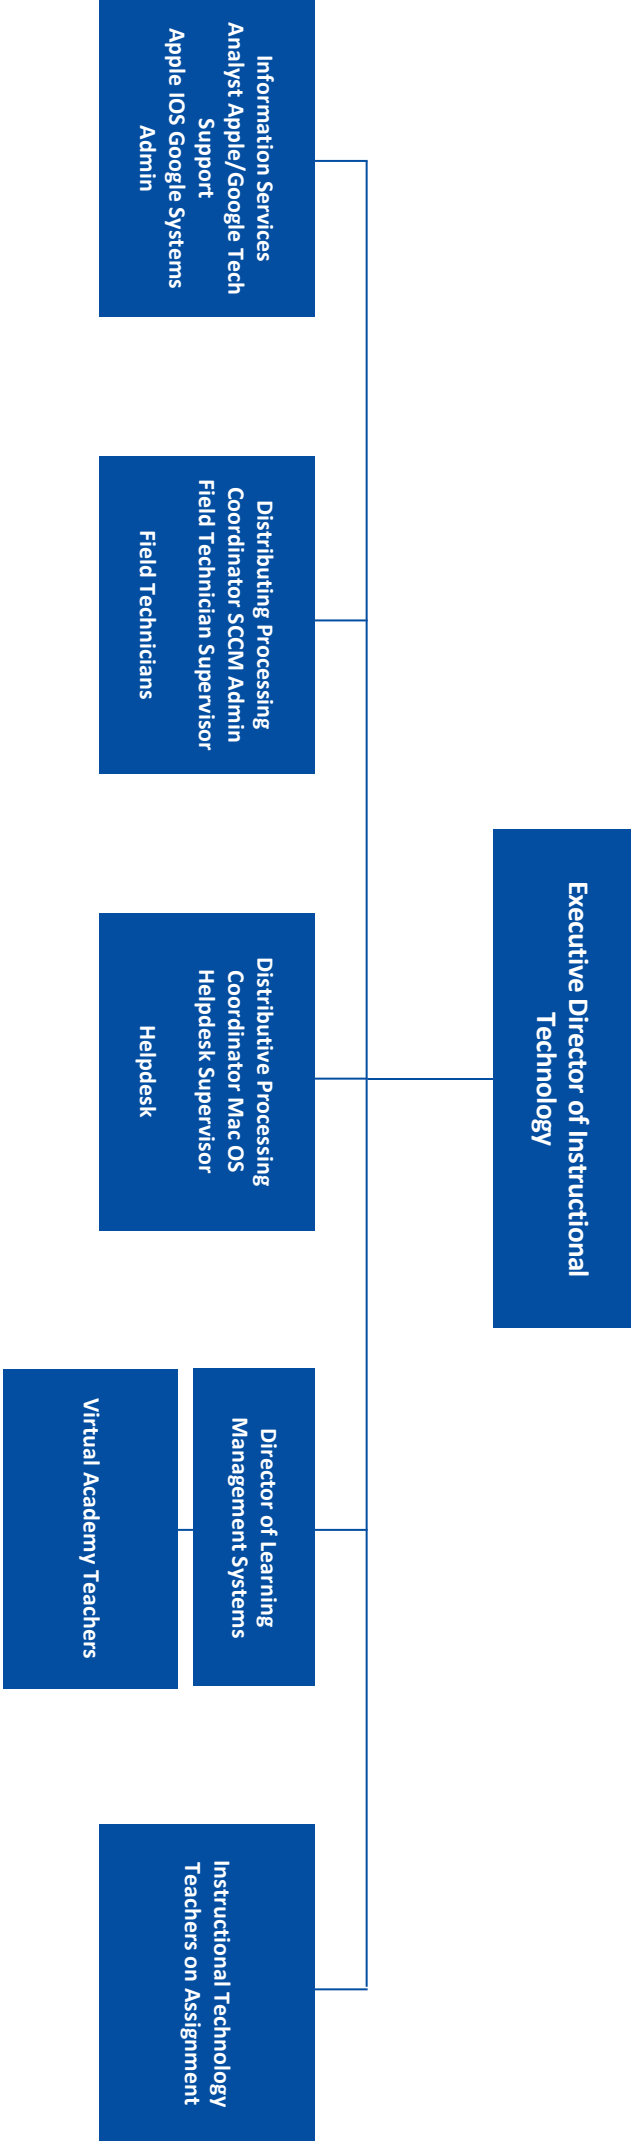 Executive Director of Instructional
Technology
Information Services
Analyst Apple/Google Tech
Support
Apple IOS Google Systems
Admin
Distributing Processing
Coordinator SCCM Admin
Field Technician Supervisor
Field Technicians
Distributive Processing
Coordinator Mac OS
Helpdesk Supervisor
Helpdesk
Director of Learning
Management Systems
Virtual Academy Teachers
Instructional Technology
Teachers on Assignment